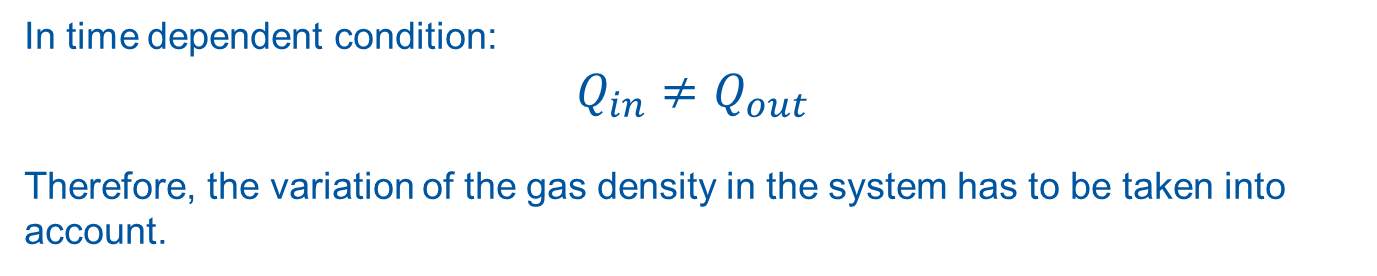 In time dependent condition:
Q_in ≠ Q_out
Therefore, the variation of the gas density in the system has to be taken into
account.